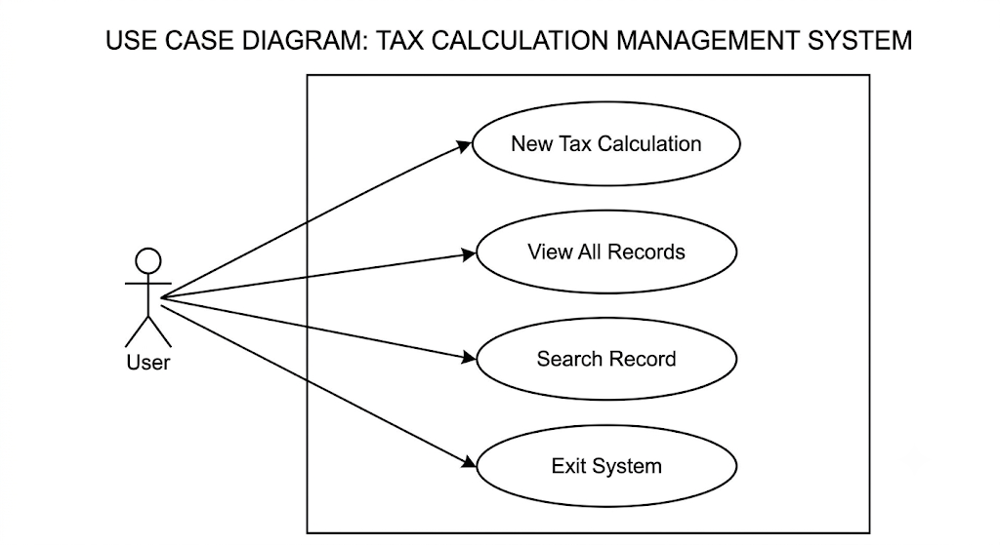 USE CASE DIAGRAM: TAX CALCULATION MANAGEMENT SYSTEM
New Tax Calculation
View All Records
User
Search Record
Exit System